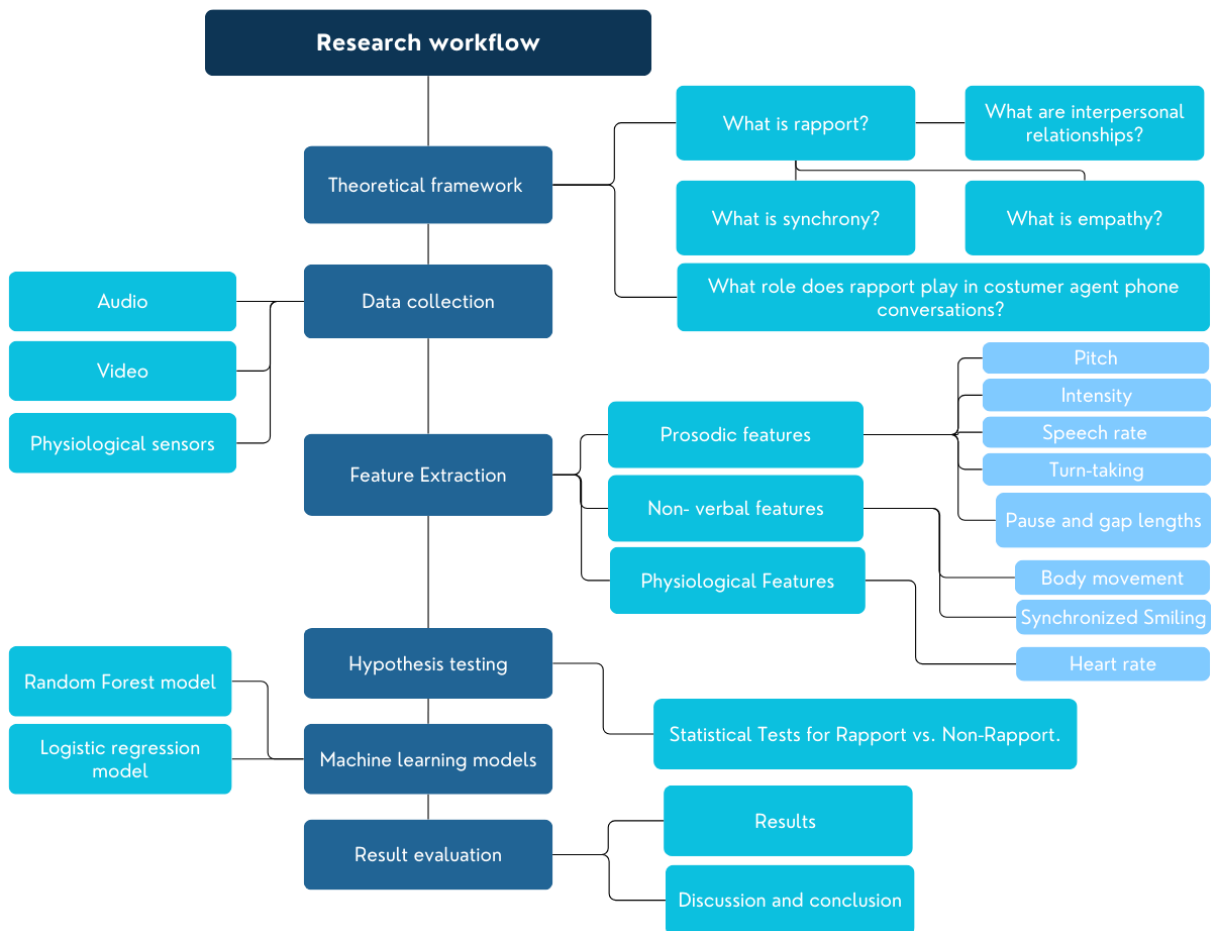 Research workflow
Theoretical framework
What is rapport?
What are interpersonal
relationships?
What is synchrony?
What is empathy?
What role does rapport play in costumer agent phone
conversations?
Data collection
Audio
Video
Physiological sensors
Feature Extraction
Prosodic features
Pitch
Intensity
Speech rate
Turn-taking
Pause and gap lengths
Non- verbal features
Body movement
Synchronized Smiling
Physiological Features
Heart rate
Hypothesis testing
Statistical Tests for Rapport vs. Non-Rapport.
Machine learning models
Random Forest model
Logistic regression
model
Result evaluation
Results
Discussion and conclusion